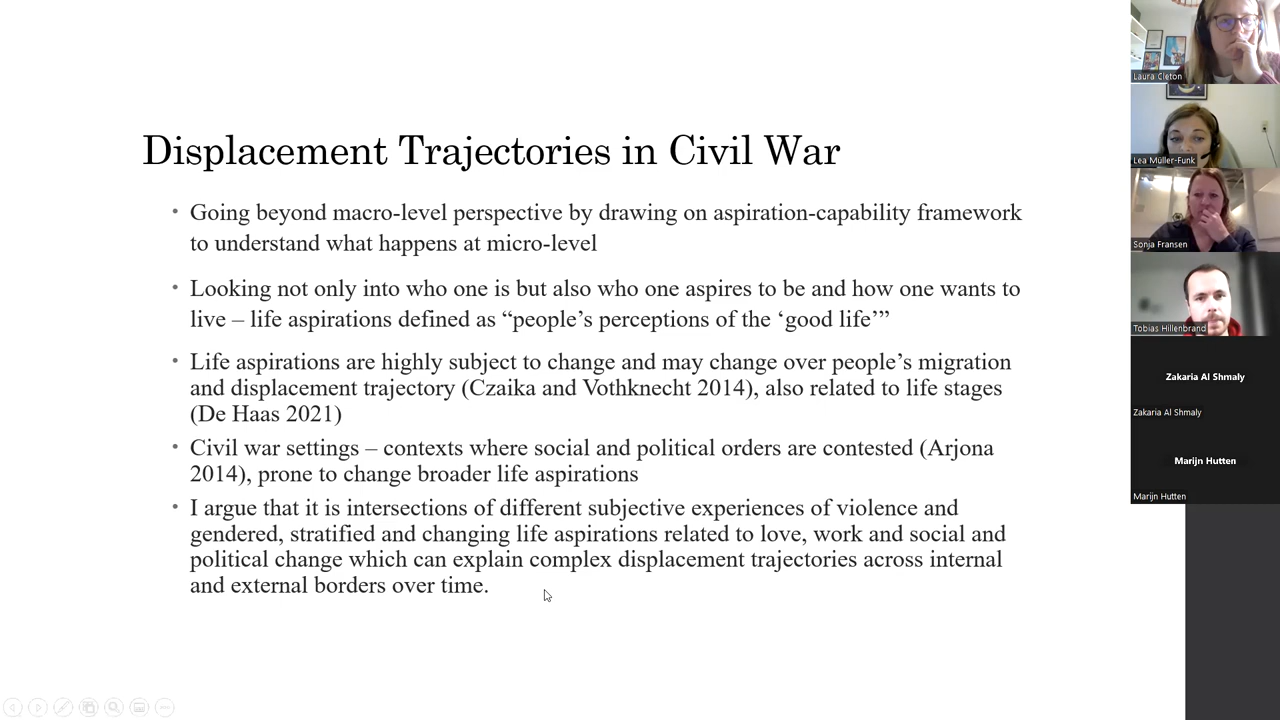 Displacement Trajectories in Civil War
• Going beyond macro-level perspective by drawing on aspiration-capability framework
to understand what happens at micro-level
• Looking not only into who one is but also who one aspires to be and how one wants to
live – life aspirations defined as “people’s perceptions of the ‘good life’”
• Life aspirations are highly subject to change and may change over people’s migration
and displacement trajectory (Czaika and Vothknecht 2014), also related to life stages
(De Haas 2021)
• Civil war settings – contexts where social and political orders are contested (Arjona
2014), prone to change broader life aspirations
• I argue that it is intersections of different subjective experiences of violence and
gendered, stratified and changing life aspirations related to love, work and social and
political change which can explain complex displacement trajectories across internal
and external borders over time.
Laura Cleton
Lea Müller-Funk
Sonja Fransen
Tobias Hillenbrand
Zakaria Al Shmaly
Zakaria Al Shmaly
Marijn Hutten
Marijn Hutten